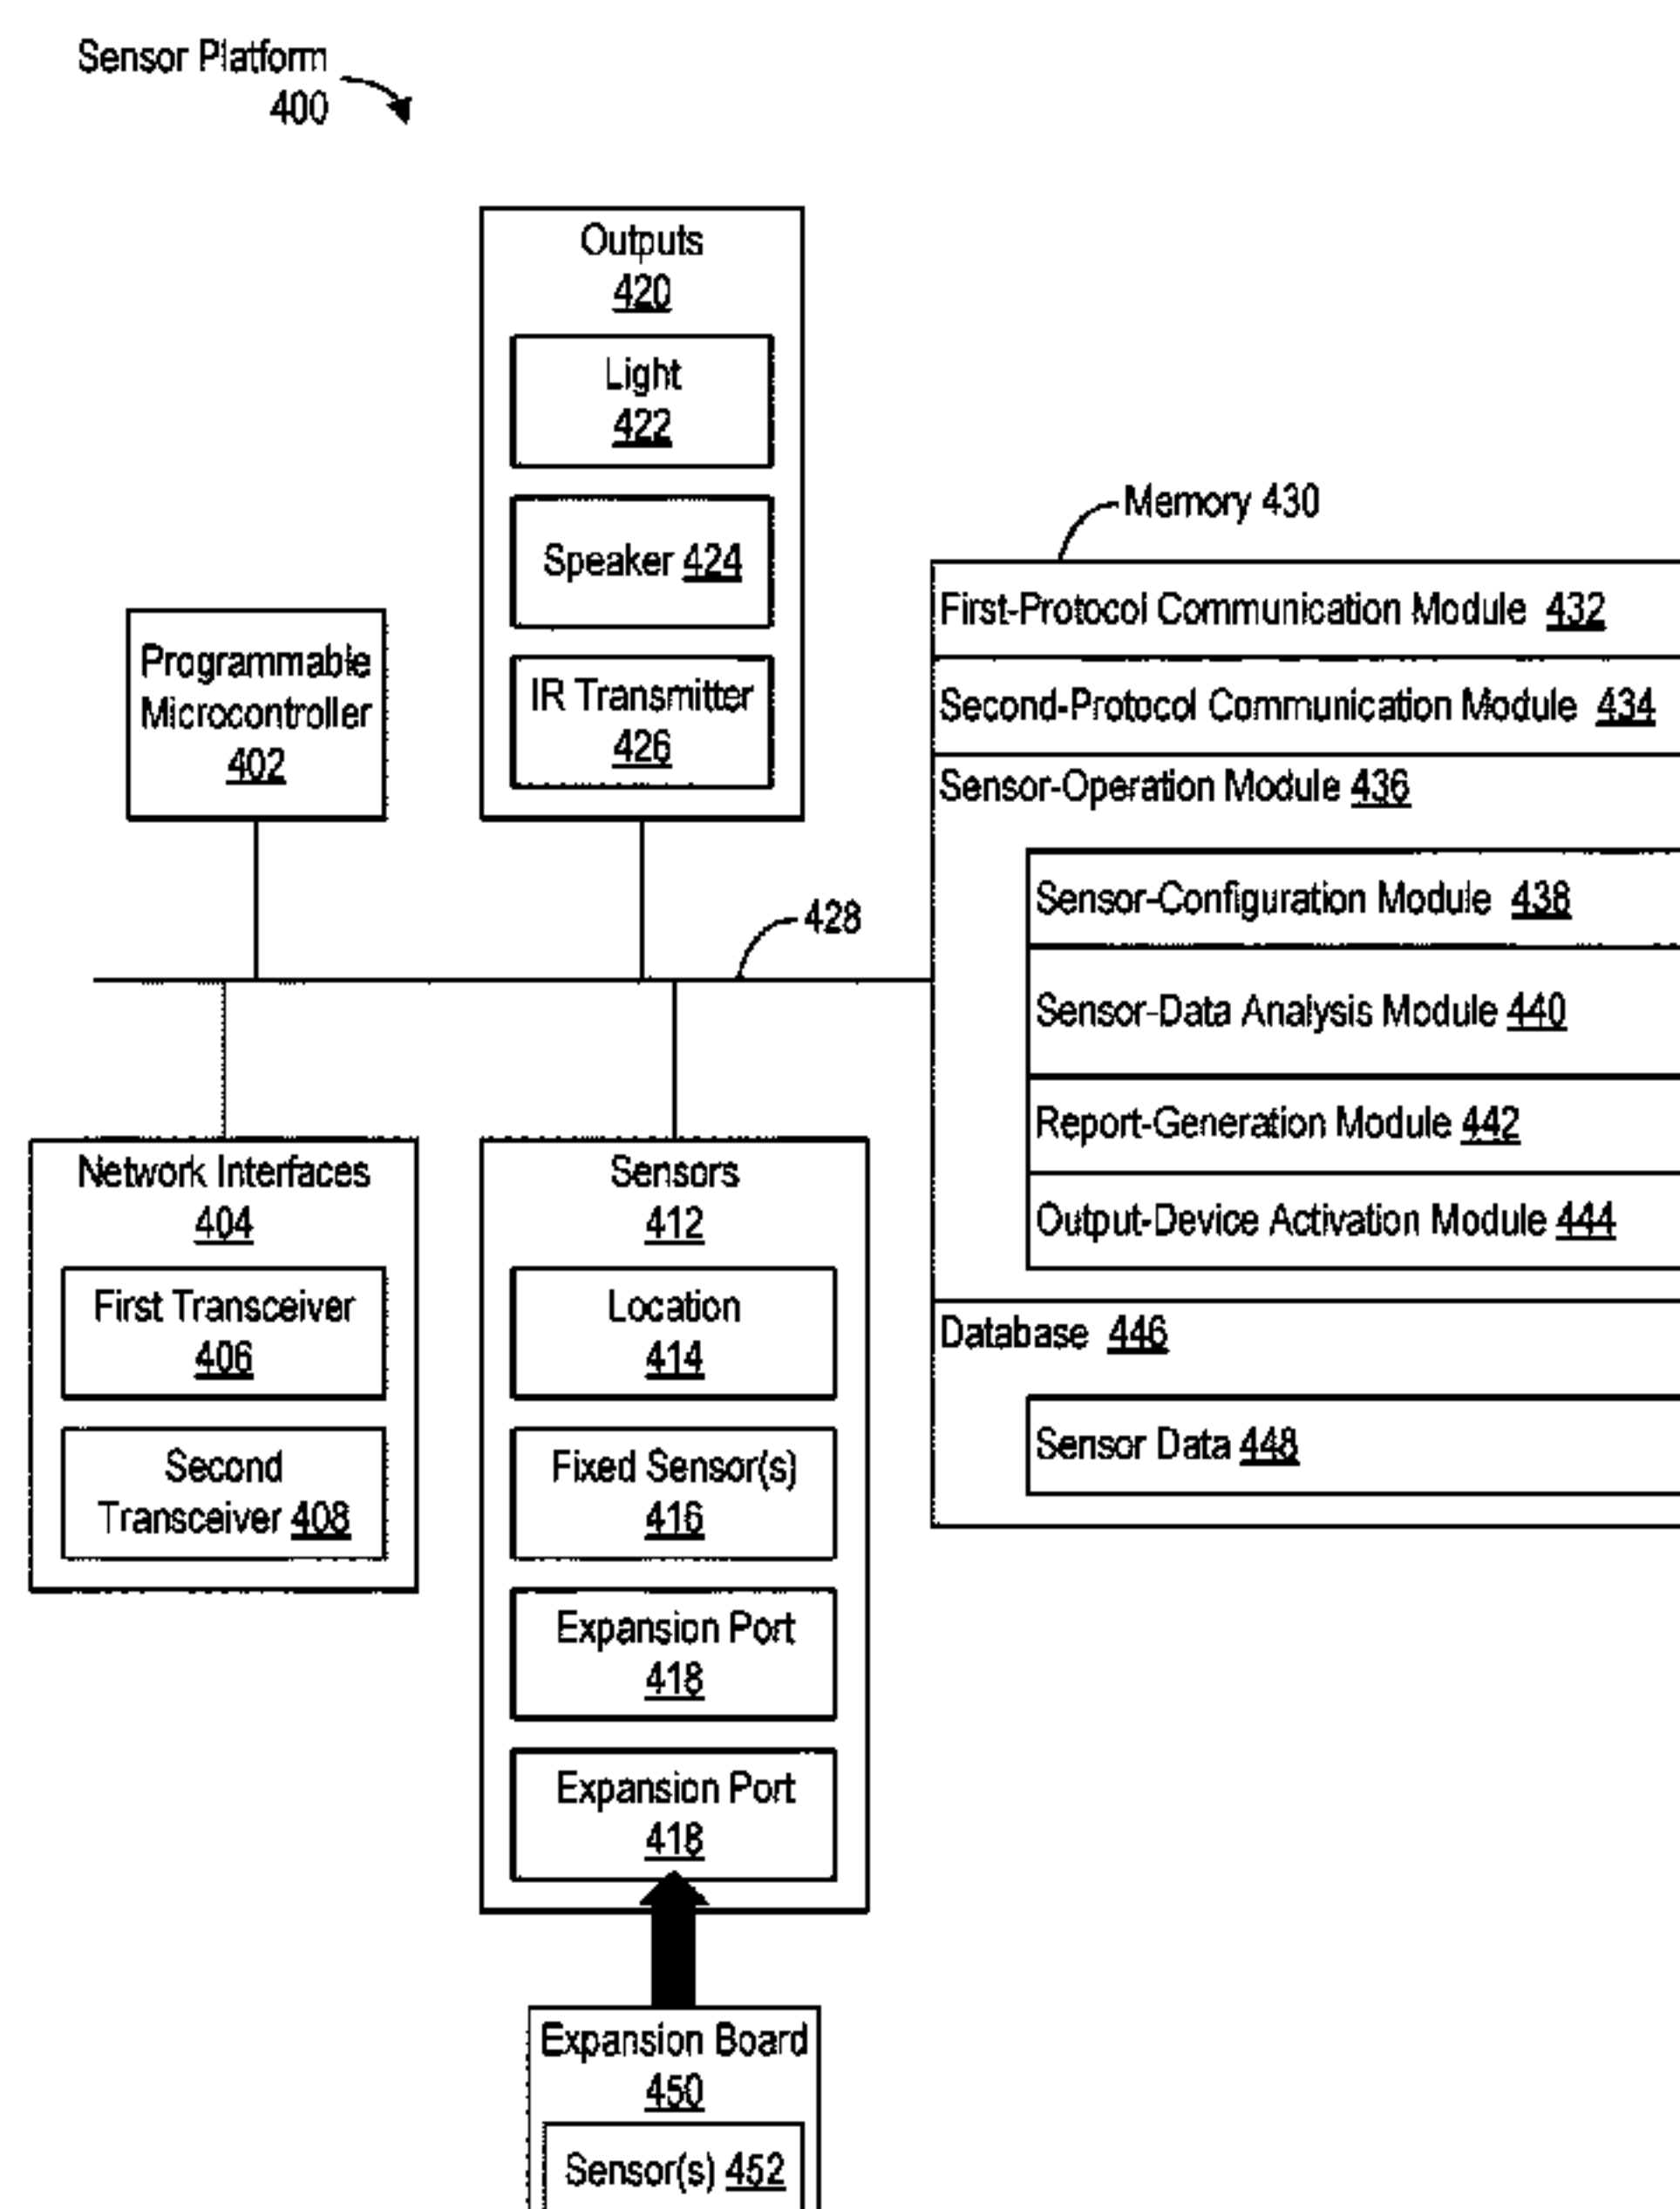 Sensor Platform
400
Outputs
420
Light
422
Speaker 424
IR Transmitter
426
Programmable
Microcontroller
402
428
Memory 430
First-Protocol Communication Module 432
Second-Protocol Communication Module 434
Sensor-Operation Module 436
Sensor-Configuration Module 438
Sensor-Data Analysis Module 440
Report-Generation Module 442
Output-Device Activation Module 444
Database 446
Sensor Data 448
Network Interfaces
404
First Transceiver
406
Second
Transceiver 408
Sensors
412
Location
414
Fixed Sensor(s)
416
Expansion Port
418
Expansion Port
418
Expansion Board
450
Sensor(s) 452